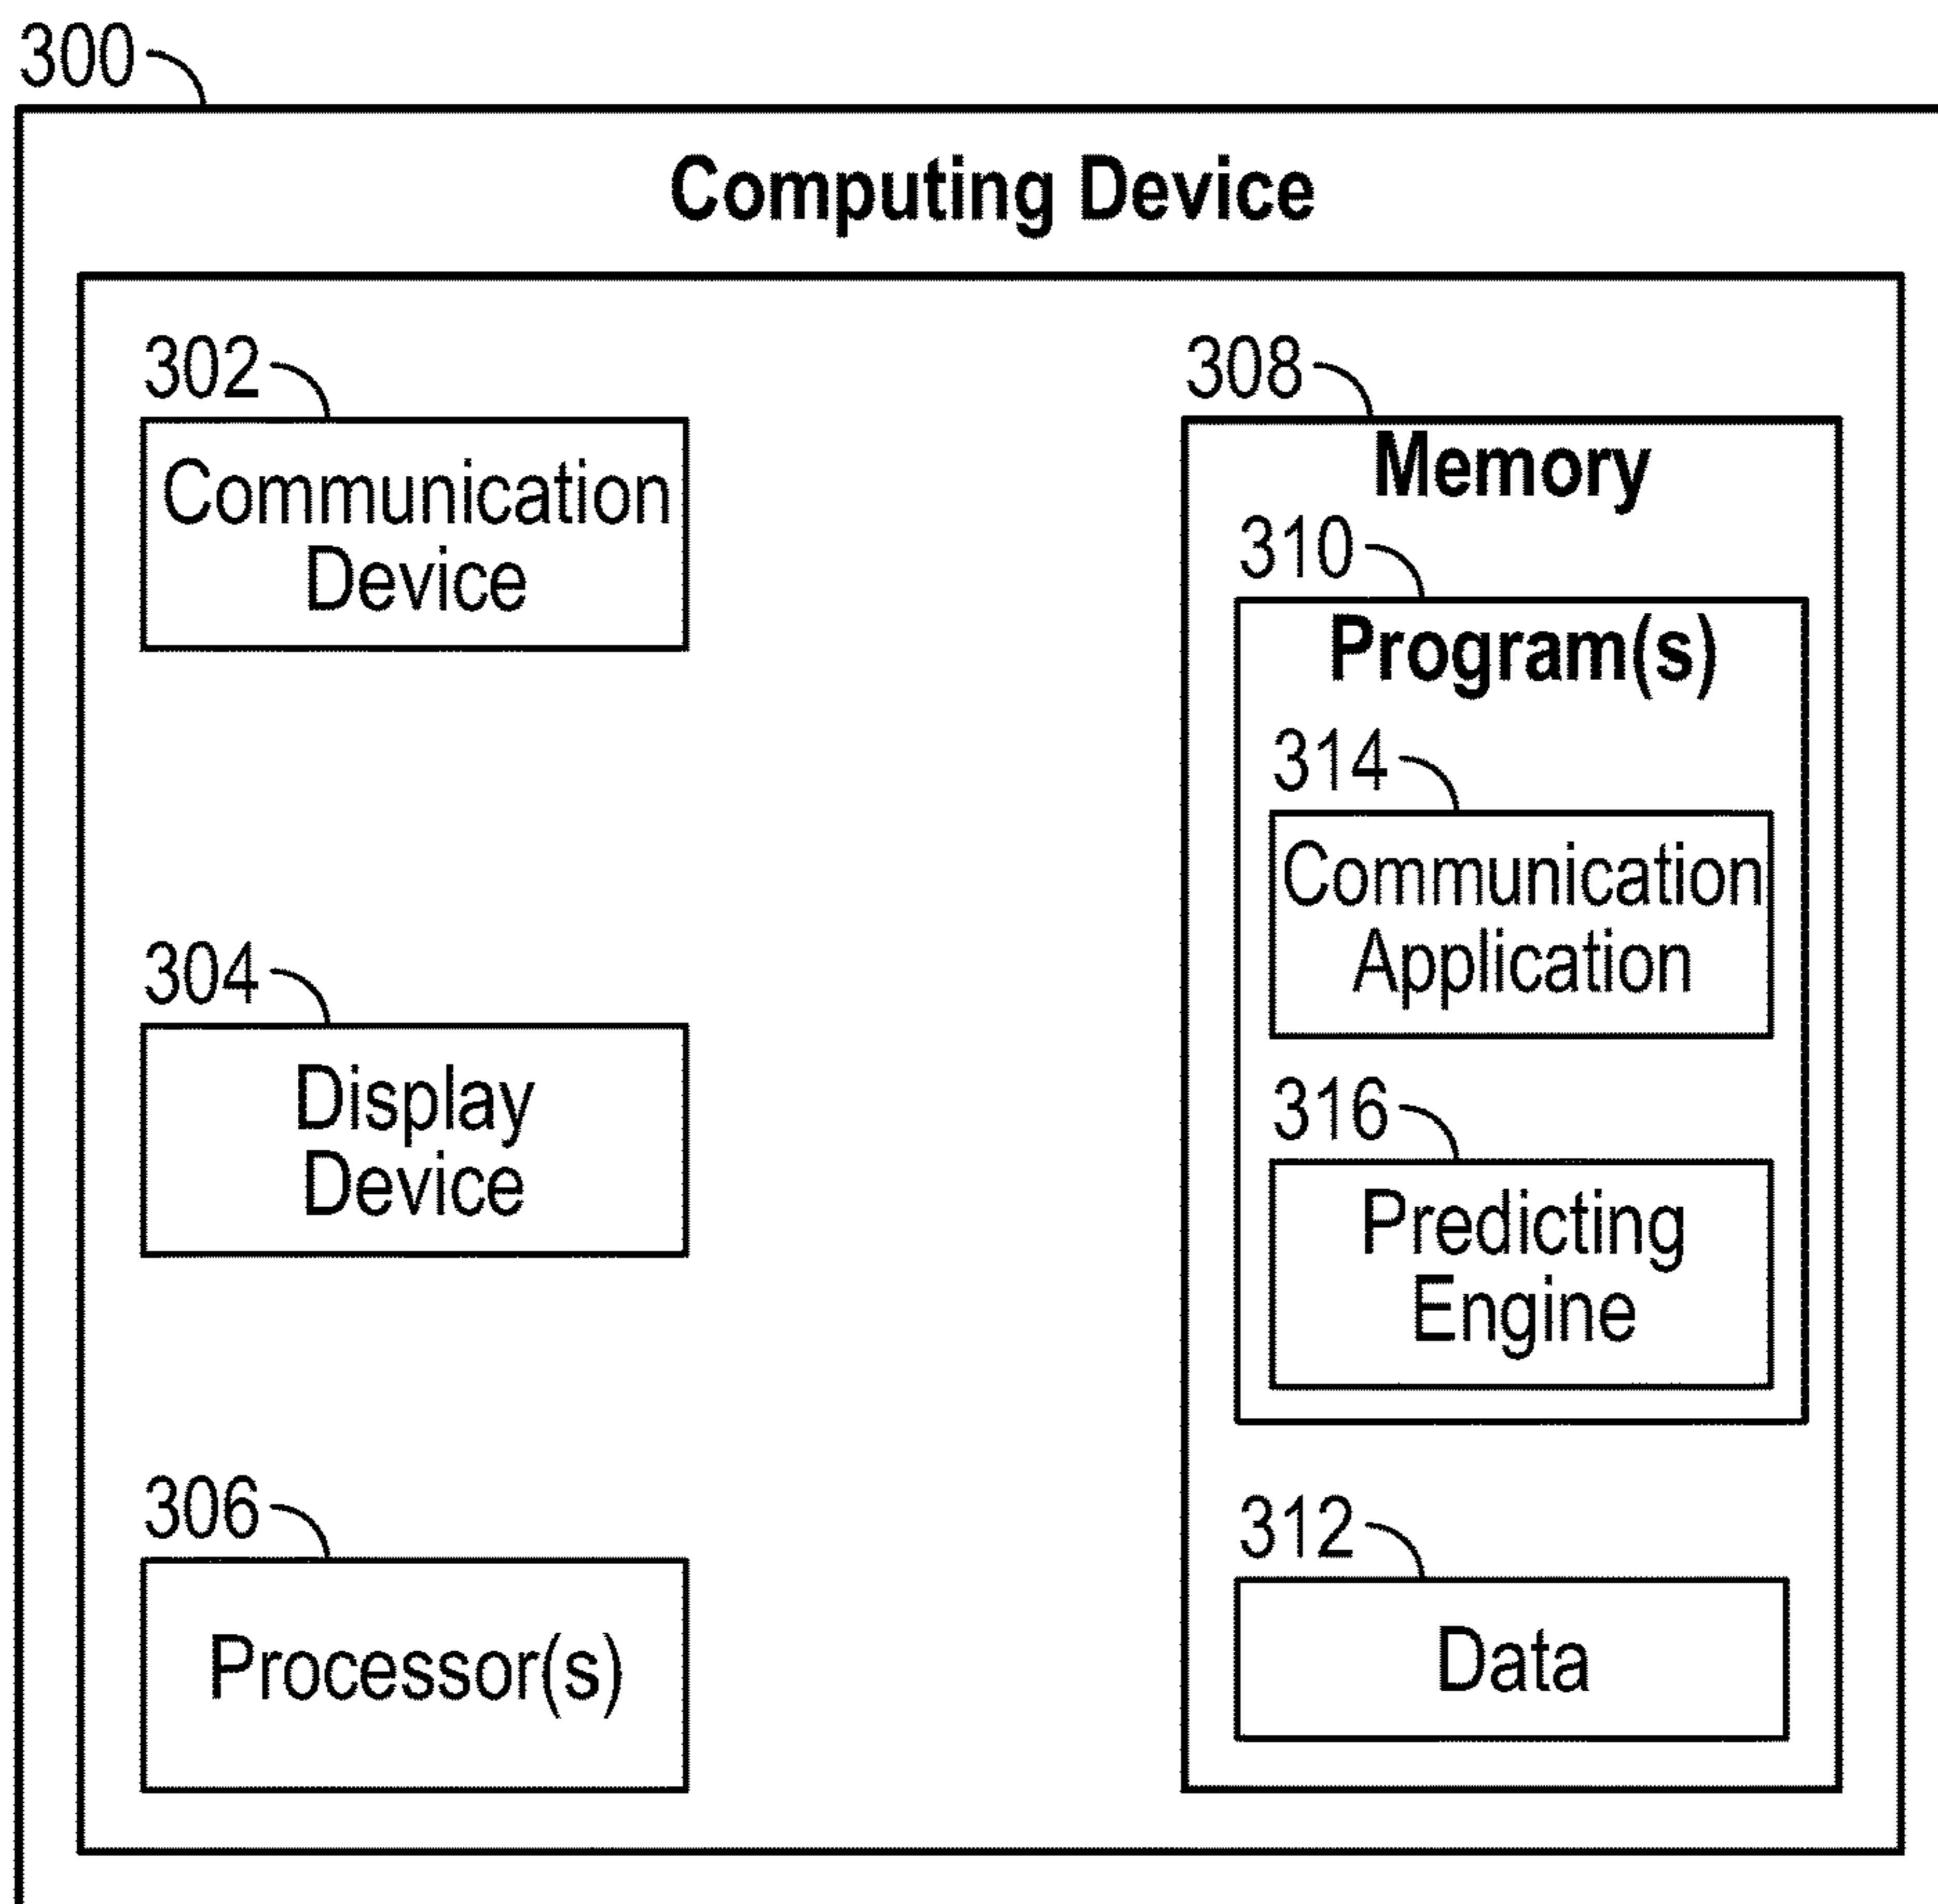 300
Computing Device
302
Communication
Device
304
Display
Device
306
Processor(s)
308
Memory
310
Program(s)
314
Communication
Application
316
Predicting
Engine
312
Data